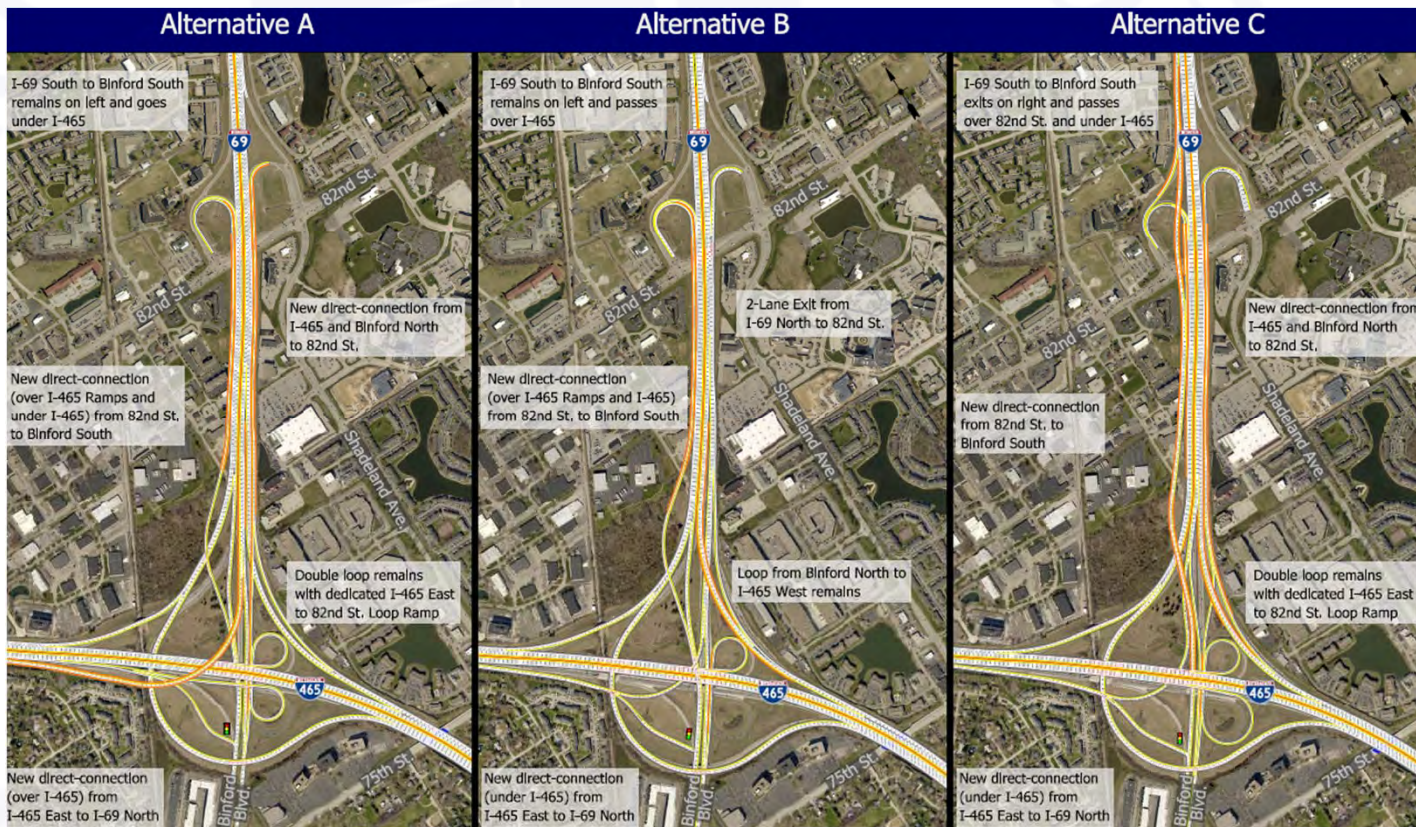 Alternative A
I-69 South to Binford South
remains on left and goes
under I-465
69
82nd St.
82nd St.
New direct-connection from
I-465 and Binford North
to 82nd St.
New direct-connection
(over I-465 Ramps and
under I-465) from 82nd St.
to Binford South
Shadeland Ave.
Double loop remains
with dedicated I-465 East
to 82nd St. Loop Ramp
465
75th St.
New direct-connection
(over I-465) from
I-465 East to I-69 North
Binford
Blvd.
Alternative B
I-69 South to Binford South
remains on left and passes
over I-465
69
82nd St.
82nd St.
2-Lane Exit from
I-69 North to 82nd St.
New direct-connection
(over I-465 Ramps and I-465)
from 82nd St. to Binford South
Shadeland Ave.
Loop from Binford North to
I-465 West remains
465
75th St.
New direct-connection
(under I-465) from
I-465 East to I-69 North
Binford
Blvd.
Alternative C
I-69 South to Binford South
exits on right and passes
over 82nd St. and under I-465
69
82nd St.
82nd St.
New direct-connection from
I-465 and Binford North
to 82nd St.
New direct-connection
from 82nd St. to
Binford South
Shadeland Ave.
Double loop remains
with dedicated I-465 East
to 82nd St. Loop Ramp
465
75th St.
New direct-connection
(under I-465) from
I-465 East to I-69 North
Binford
Blvd.